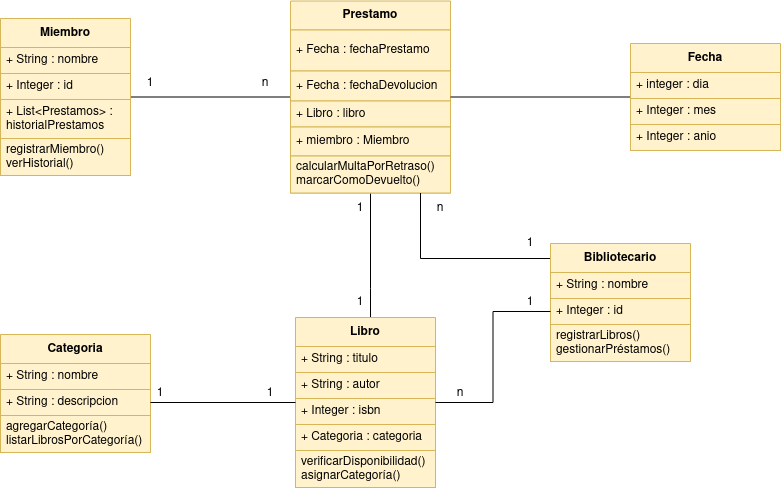 Miembro
+ String : nombre
+ Integer : id
+ List<Prestamos> :
historialPrestamos
registrarMiembro()
verHistorial()
1
n
Prestamo
+ Fecha : fechaPrestamo
+ Fecha : fechaDevolucion
+ Libro : libro
+ miembro : Miembro
calcularMultaPorRetraso()
marcarComoDevuelto()
Fecha
+ integer : dia
+ Integer : mes
+ Integer : anio
1
n
1
Bibliotecario
+ String : nombre
+ Integer : id
registrarLibros()
gestionarPréstamos()
1
1
Libro
+ String : titulo
+ String : autor
+ Integer : isbn
+ Categoria : categoria
verificarDisponibilidad()
asignarCategoría()
n
Categoria
+ String : nombre
+ String : descripcion
agregarCategoría()
listarLibrosPorCategoría()
1
1